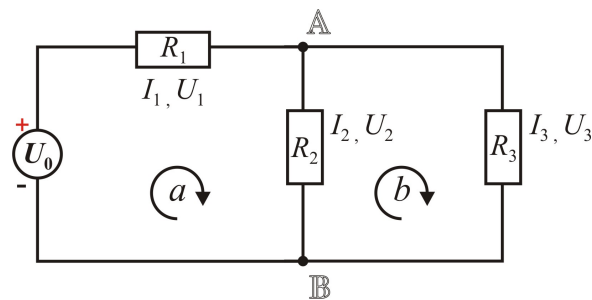 𝔸
R₁
I₁, U₁
+
U₀
-
R₂
I₂, U₂
R₃
I₃, U₃
a
b
𝔹